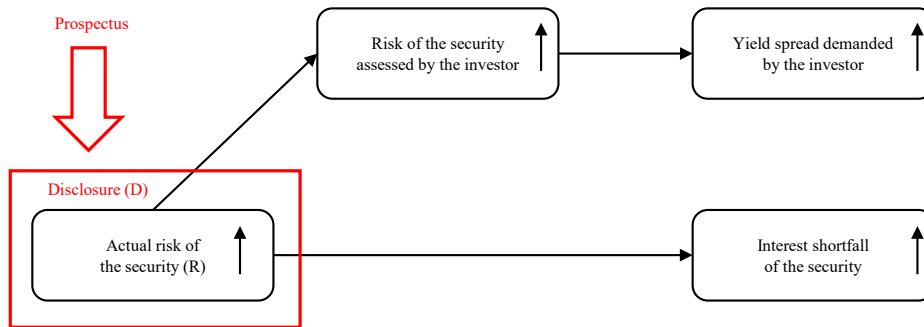 Prospectus
Risk of the security
assessed by the investor
Yield spread demanded
by the investor
Disclosure (D)
Actual risk of
the security (R)
Interest shortfall
of the security